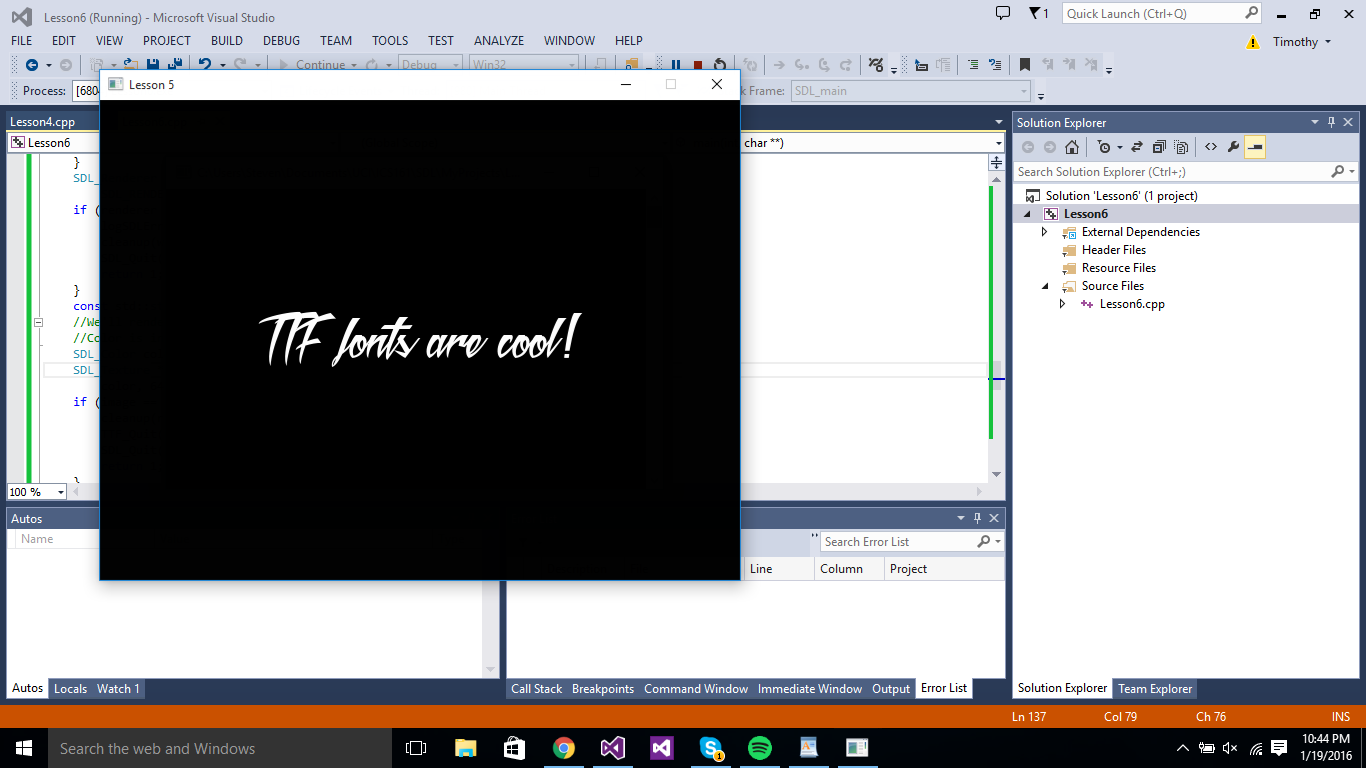 Lesson6 (Running) - Microsoft Visual Studio
1
Quick Launch (Ctrl+Q)
FILE EDIT VIEW PROJECT BUILD DEBUG TEAM TOOLS TEST ANALYZE WINDOW HELP
Timothy
Continue Debug Win32
Process: [680 k Frame: SDL_main
Lesson 5
Lesson4.cpp
Lesson6
char **)
}
SDL_
if (
}
cons
//We
//Co
SDL_
SDL_
if (
}
TTF fonts are cool!
100 %
Solution Explorer
Search Solution Explorer (Ctrl+;)
Solution 'Lesson6' (1 project)
Lesson6
External Dependencies
Header Files
Resource Files
Source Files
Lesson6.cpp
Autos
Name
"
Search Error List
Line Column Project
Autos Locals Watch 1
Call Stack Breakpoints Command Window Immediate Window Output Error List
Solution Explorer Team Explorer
Ln 137 Col 79 Ch 76 INS
Search the web and Windows
1
10:44 PM
1/19/2016